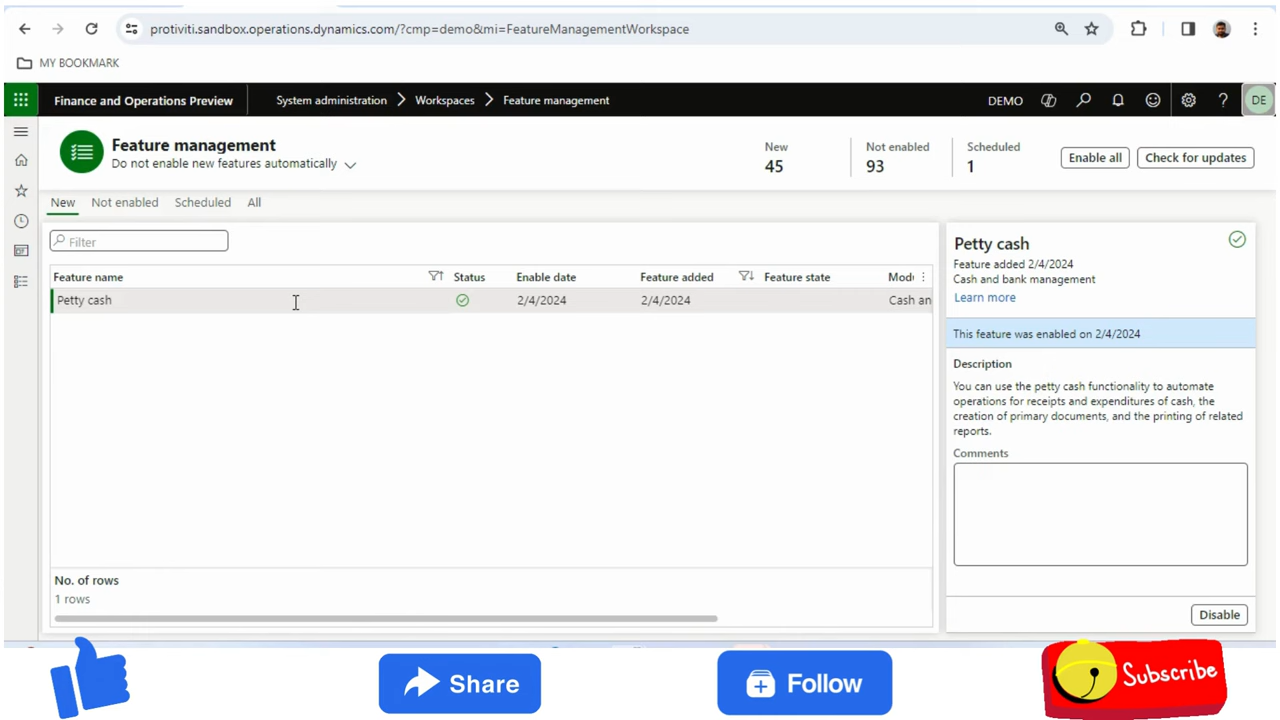 protiviti.sandbox.operations.dynamics.com/?cmp=demo&mi=FeatureManagementWorkspace
MY BOOKMARK
Finance and Operations Preview
System administration > Workspaces > Feature management
DEMO
DE
Feature management
Do not enable new features automatically
New
45
Not enabled
93
Scheduled
1
Enable all
Check for updates
New Not enabled Scheduled All
Filter
Feature name Status Enable date Feature added Feature state Modu
Petty cash 2/4/2024 2/4/2024 Cash an
No. of rows
1 rows
Petty cash
Feature added 2/4/2024
Cash and bank management
Learn more
This feature was enabled on 2/4/2024
Description
You can use the petty cash functionality to automate
operations for receipts and expenditures of cash, the
creation of primary documents, and the printing of related
reports.
Comments
Disable
Share
Follow
Subscribe